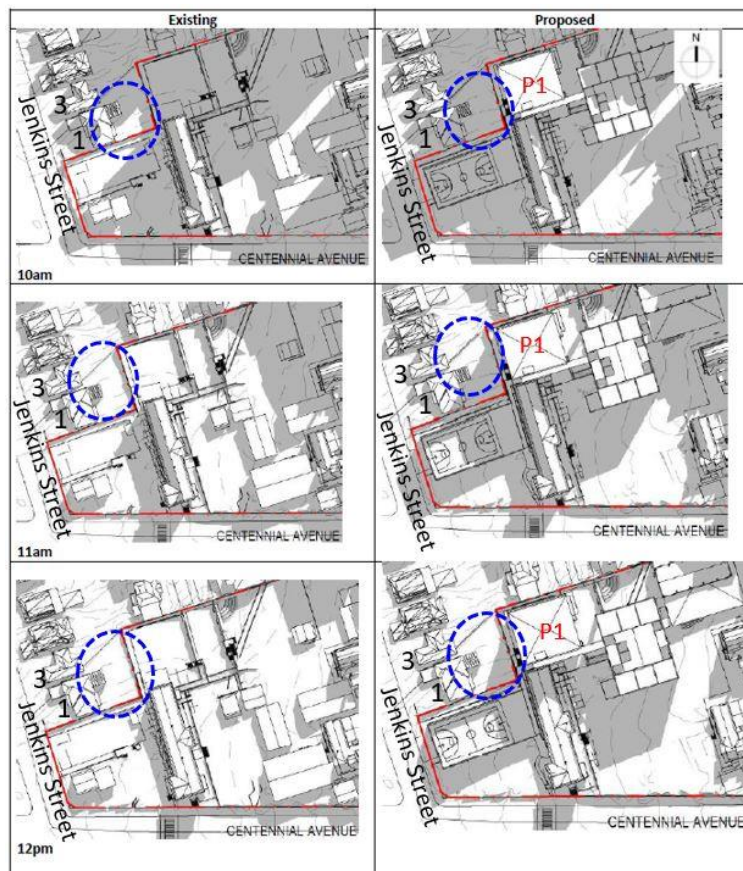 Existing
Proposed
3
1
Jenkins Street
CENTENNIAL AVENUE
10am
N
P1
3
1
Jenkins Street
CENTENNIAL AVENUE
3
1
Jenkins Street
CENTENNIAL AVENUE
11am
P1
3
1
Jenkins Street
CENTENNIAL AVENUE
3
1
Jenkins Street
CENTENNIAL AVENUE
12pm
P1
3
1
Jenkins Street
CENTENNIAL AVENUE